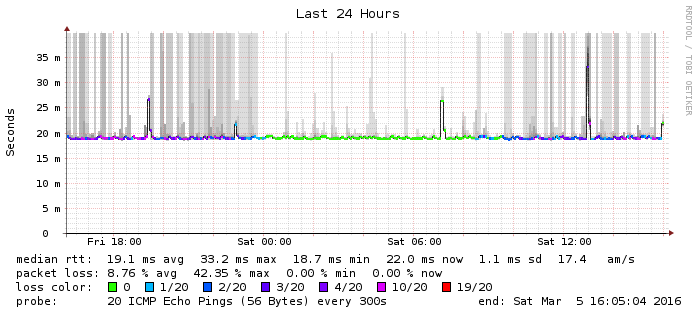 Last 24 Hours
RRDTOOL / TOBI OETIKER
Seconds
35 m
30 m
25 m
20 m
15 m
10 m
5 m
0
Fri 18:00 Sat 00:00 Sat 06:00 Sat 12:00
median rtt: 19.1 ms avg 33.2 ms max 18.7 ms min 22.0 ms now 1.1 ms sd 17.4 am/s
packet loss: 8.76 % avg 42.35 % max 0.00 % min 0.00 % now
loss color: 0 1/20 2/20 3/20 4/20 10/20 19/20
probe: 20 ICMP Echo Pings (56 Bytes) every 300s end: Sat Mar 5 16:05:04 2016